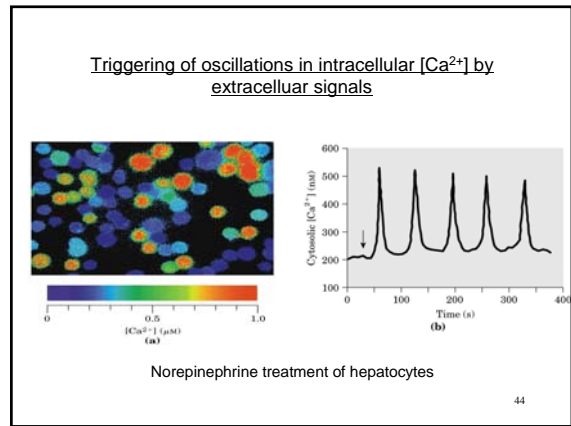 Triggering of oscillations in intracellular [Ca²⁺] by
extracelluar signals
0
0.5
1.0
[Ca²⁺] (μM)
(a)
Cytosolic [Ca²⁺] (nM)
600
500
400
300
200
100
0
100
200
300
400
Time (s)
(b)
Norepinephrine treatment of hepatocytes
44